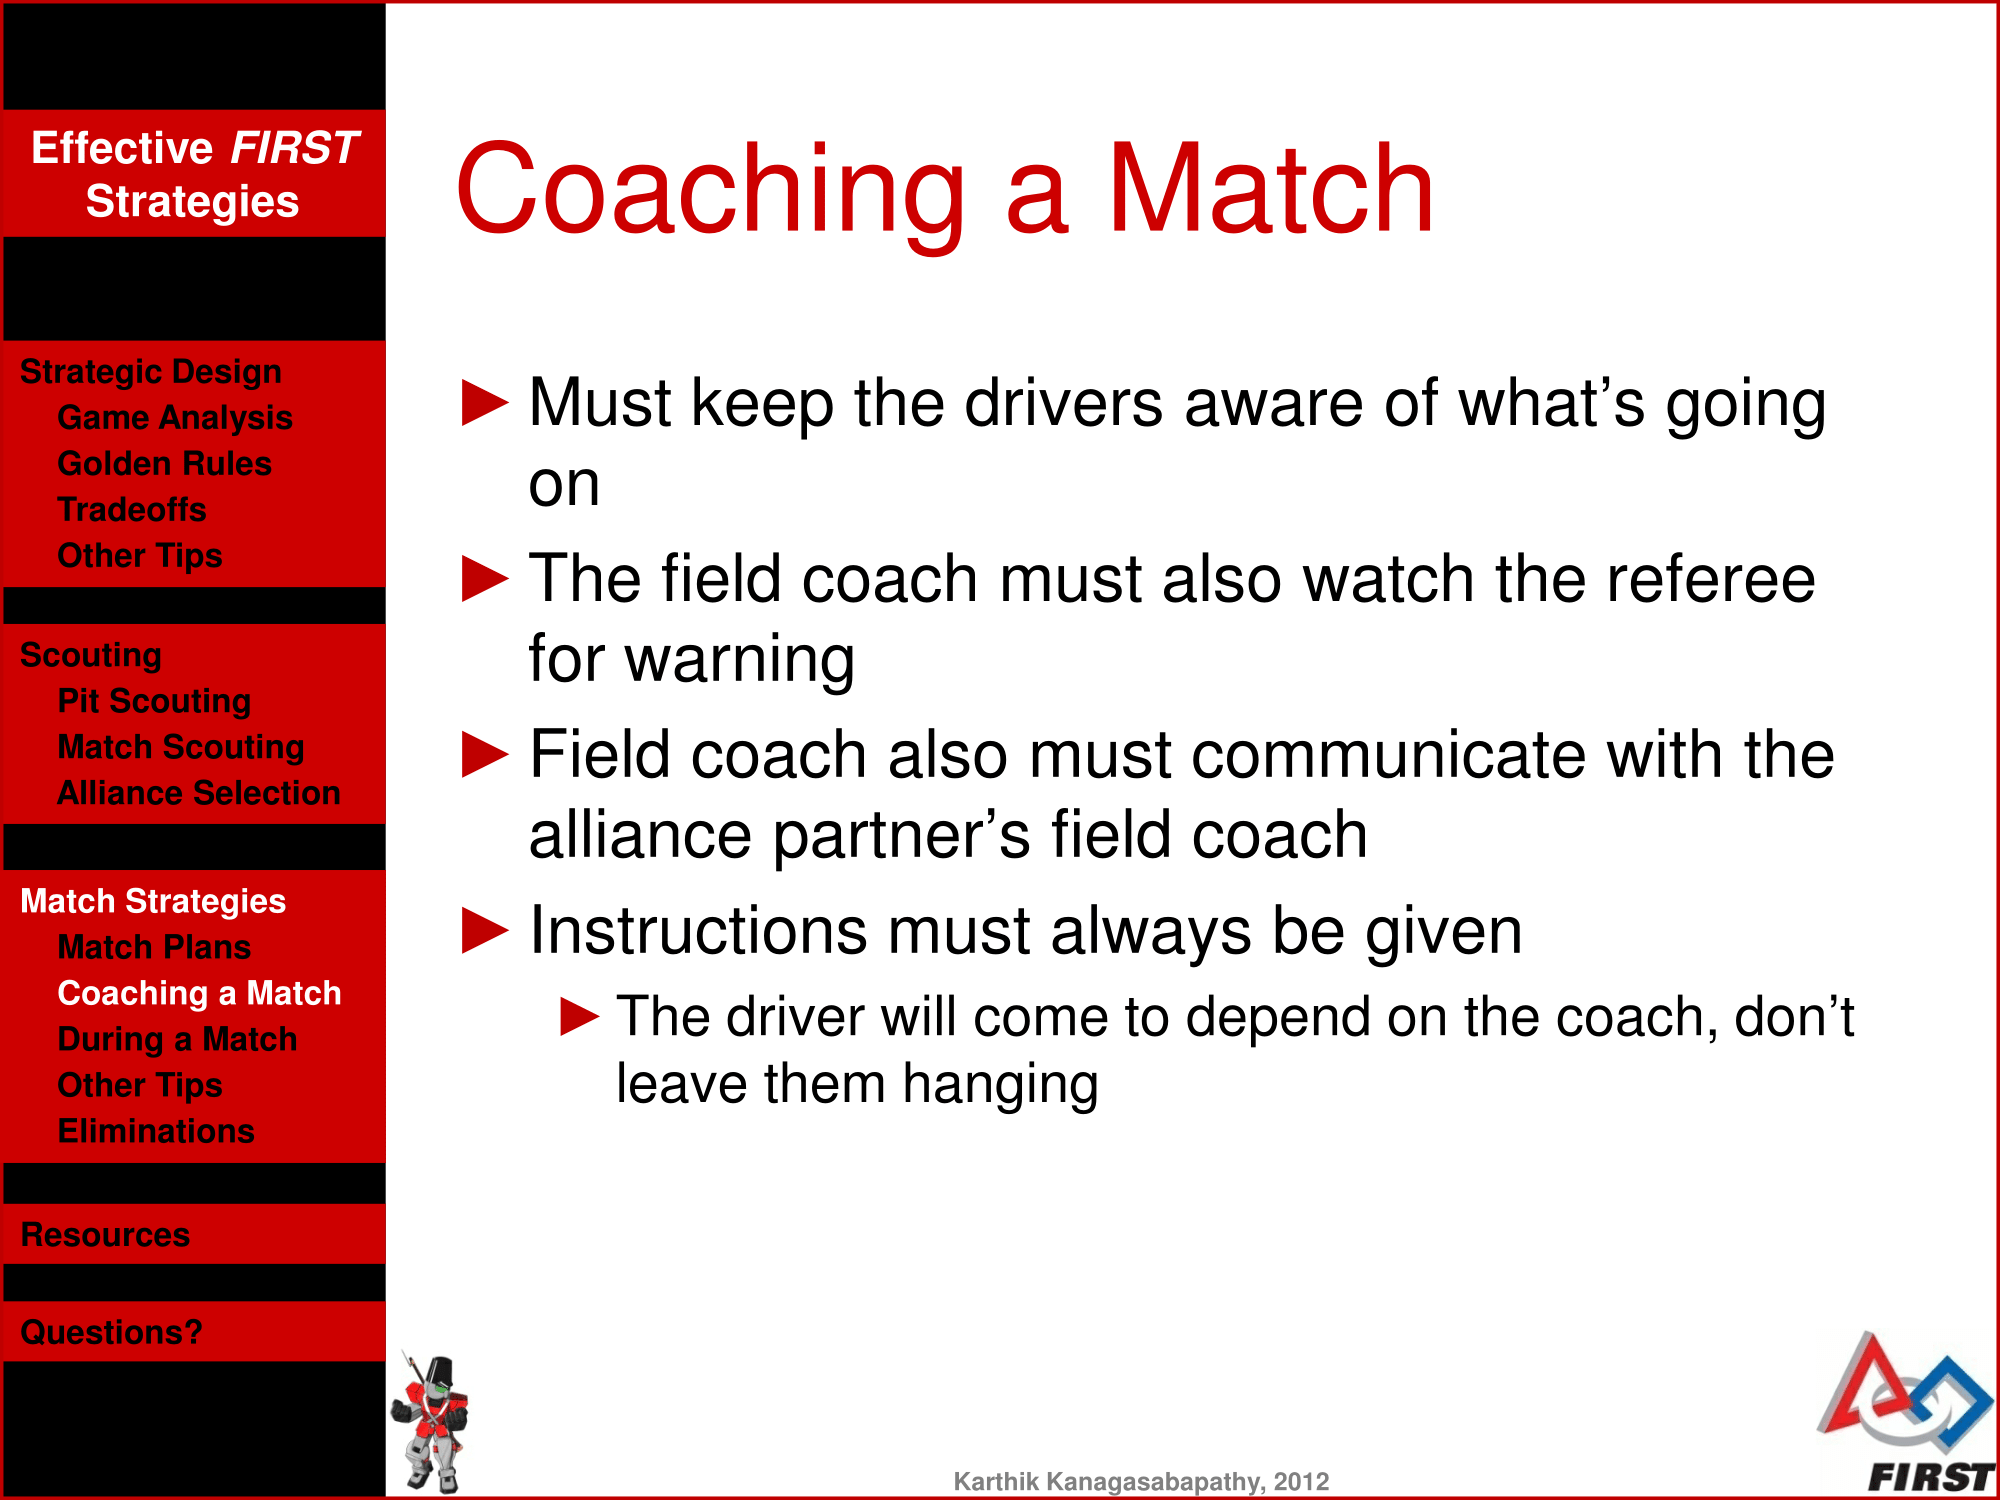 Effective FIRST
Strategies
Strategic Design
Game Analysis
Golden Rules
Tradeoffs
Other Tips
Scouting
Pit Scouting
Match Scouting
Alliance Selection
Match Strategies
Match Plans
Coaching a Match
During a Match
Other Tips
Eliminations
Resources
Questions?
Coaching a Match
► Must keep the drivers aware of what’s going
on
► The field coach must also watch the referee
for warning
► Field coach also must communicate with the
alliance partner’s field coach
► Instructions must always be given
► The driver will come to depend on the coach, don’t
leave them hanging
Karthik Kanagasabapathy, 2012
FIRST